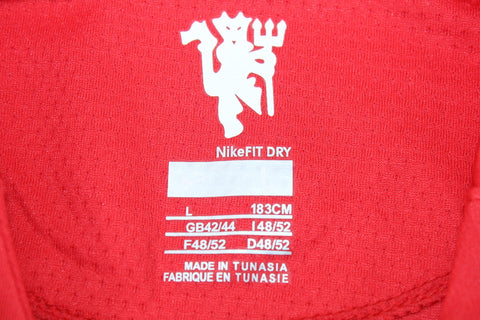 NikeFIT DRY
L 183CM
GB42/44 I48/52
F48/52 D48/52
MADE IN TUNASIA
FABRIQUE EN TUNASIE